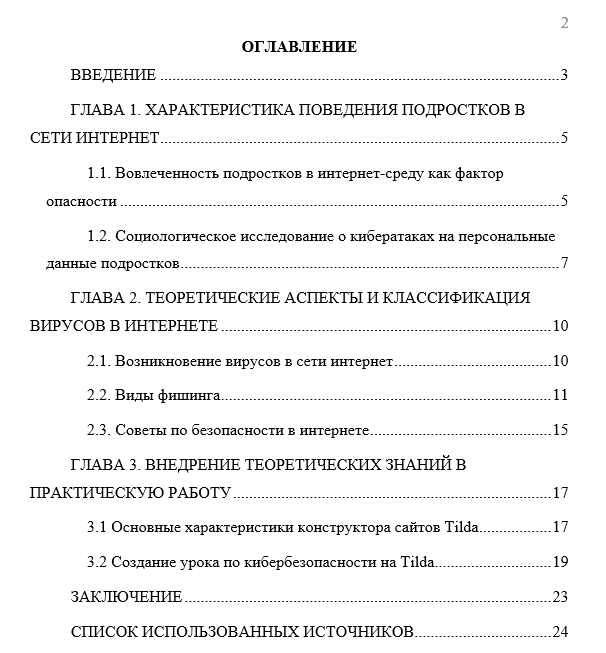 2
ОГЛАВЛЕНИЕ
ВВЕДЕНИЕ ........................................................................................................ 3
ГЛАВА 1. ХАРАКТЕРИСТИКА ПОВЕДЕНИЯ ПОДРОСТКОВ В
СЕТИ ИНТЕРНЕТ........................................................................................................ 5
1.1. Вовлеченность подростков в интернет-среду как фактор
опасности ........................................................................................................ 5
1.2. Социологическое исследование о кибератаках на персональные
данные подростков........................................................................................ 7
ГЛАВА 2. ТЕОРЕТИЧЕСКИЕ АСПЕКТЫ И КЛАССИФИКАЦИЯ
ВИРУСОВ В ИНТЕРНЕТЕ ........................................................................................ 10
2.1. Возникновение вирусов в сети интернет........................................ 10
2.2. Виды фишинга................................................................................ 11
2.3. Советы по безопасности в интернете............................................. 15
ГЛАВА 3. ВНЕДРЕНИЕ ТЕОРЕТИЧЕСКИХ ЗНАНИЙ В
ПРАКТИЧЕСКУЮ РАБОТУ................................................................................ 17
3.1 Основные характеристики конструктора сайтов Tilda.................. 17
3.2 Создание урока по кибербезопасности на Tilda............................. 19
ЗАКЛЮЧЕНИЕ ............................................................................................ 23
СПИСОК ИСПОЛЬЗОВАННЫХ ИСТОЧНИКОВ.................................. 24